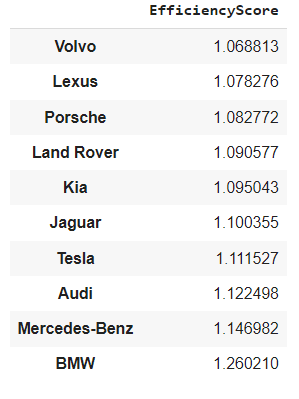 EfficiencyScore
Volvo 1.068813
Lexus 1.078276
Porsche 1.082772
Land Rover 1.090577
Kia 1.095043
Jaguar 1.100355
Tesla 1.111527
Audi 1.122498
Mercedes-Benz 1.146982
BMW 1.260210